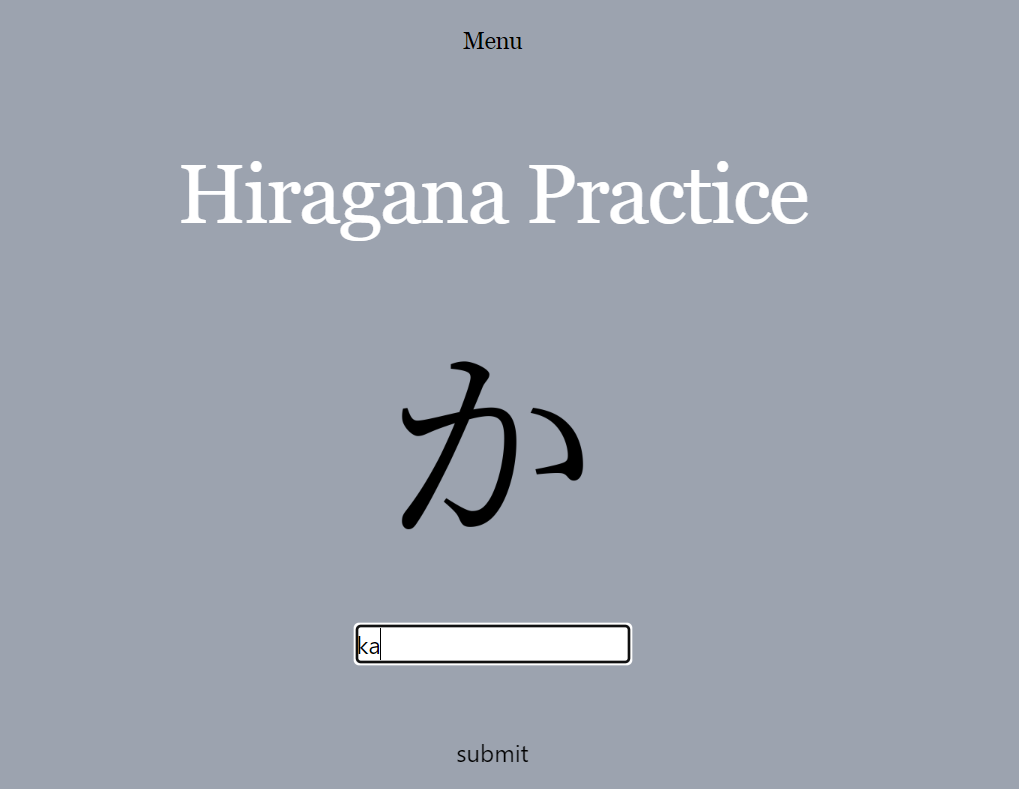 Menu
Hiragana Practice
か
ka
submit